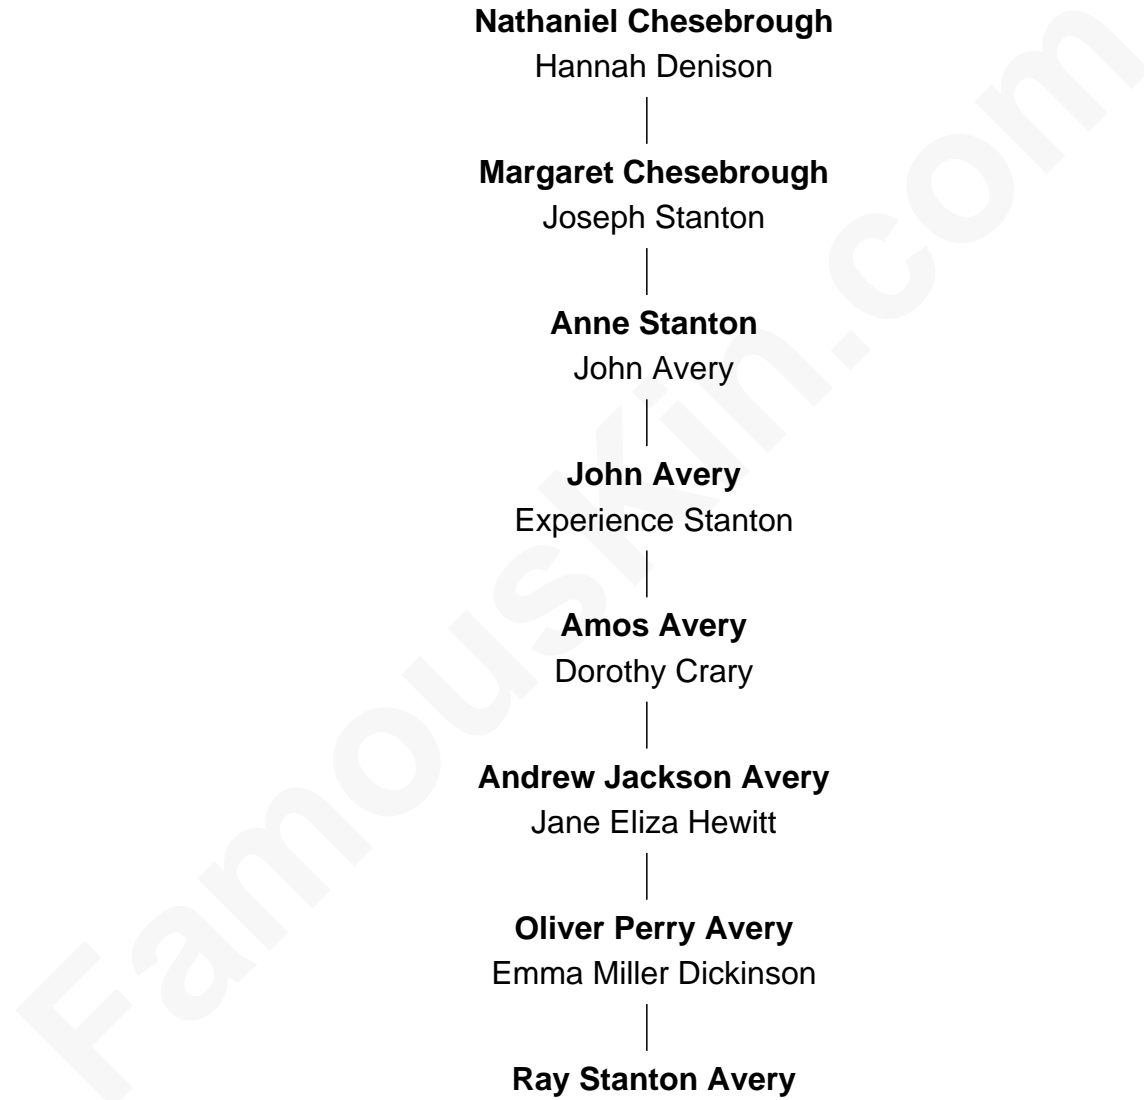 Nathaniel Chesebrough
Hannah Denison
Margaret Chesebrough
Joseph Stanton
Anne Stanton
John Avery
John Avery
Experience Stanton
Amos Avery
Dorothy Crary
Andrew Jackson Avery
Jane Eliza Hewitt
Oliver Perry Avery
Emma Miller Dickinson
Ray Stanton Avery
FamousKin.com